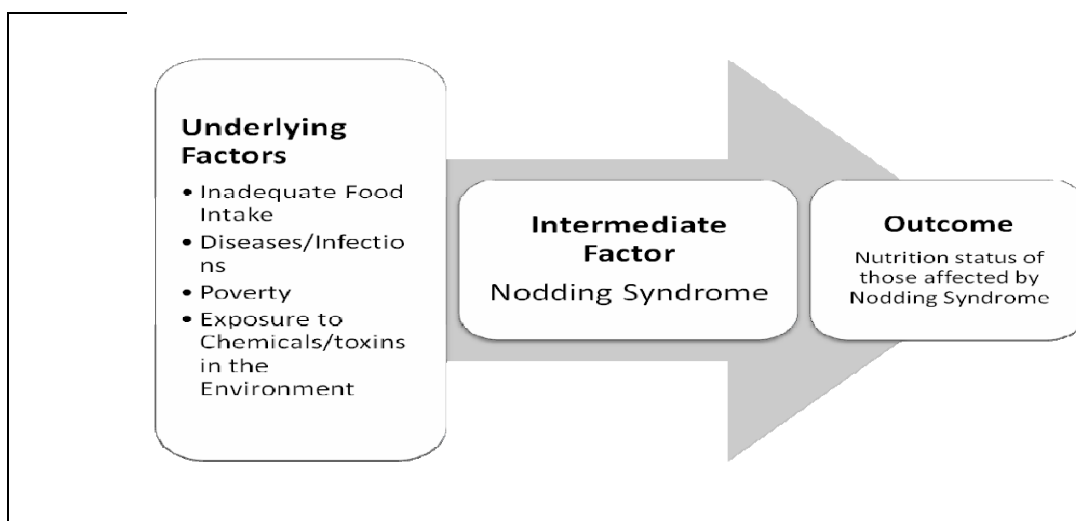 Underlying
Factors
• Inadequate Food
Intake
• Diseases/Infectio
ns
• Poverty
• Exposure to
Chemicals/toxins
in the
Environment
Intermediate
Factor
Nodding Syndrome
Outcome
Nutrition status of
those affected by
Nodding Syndrome